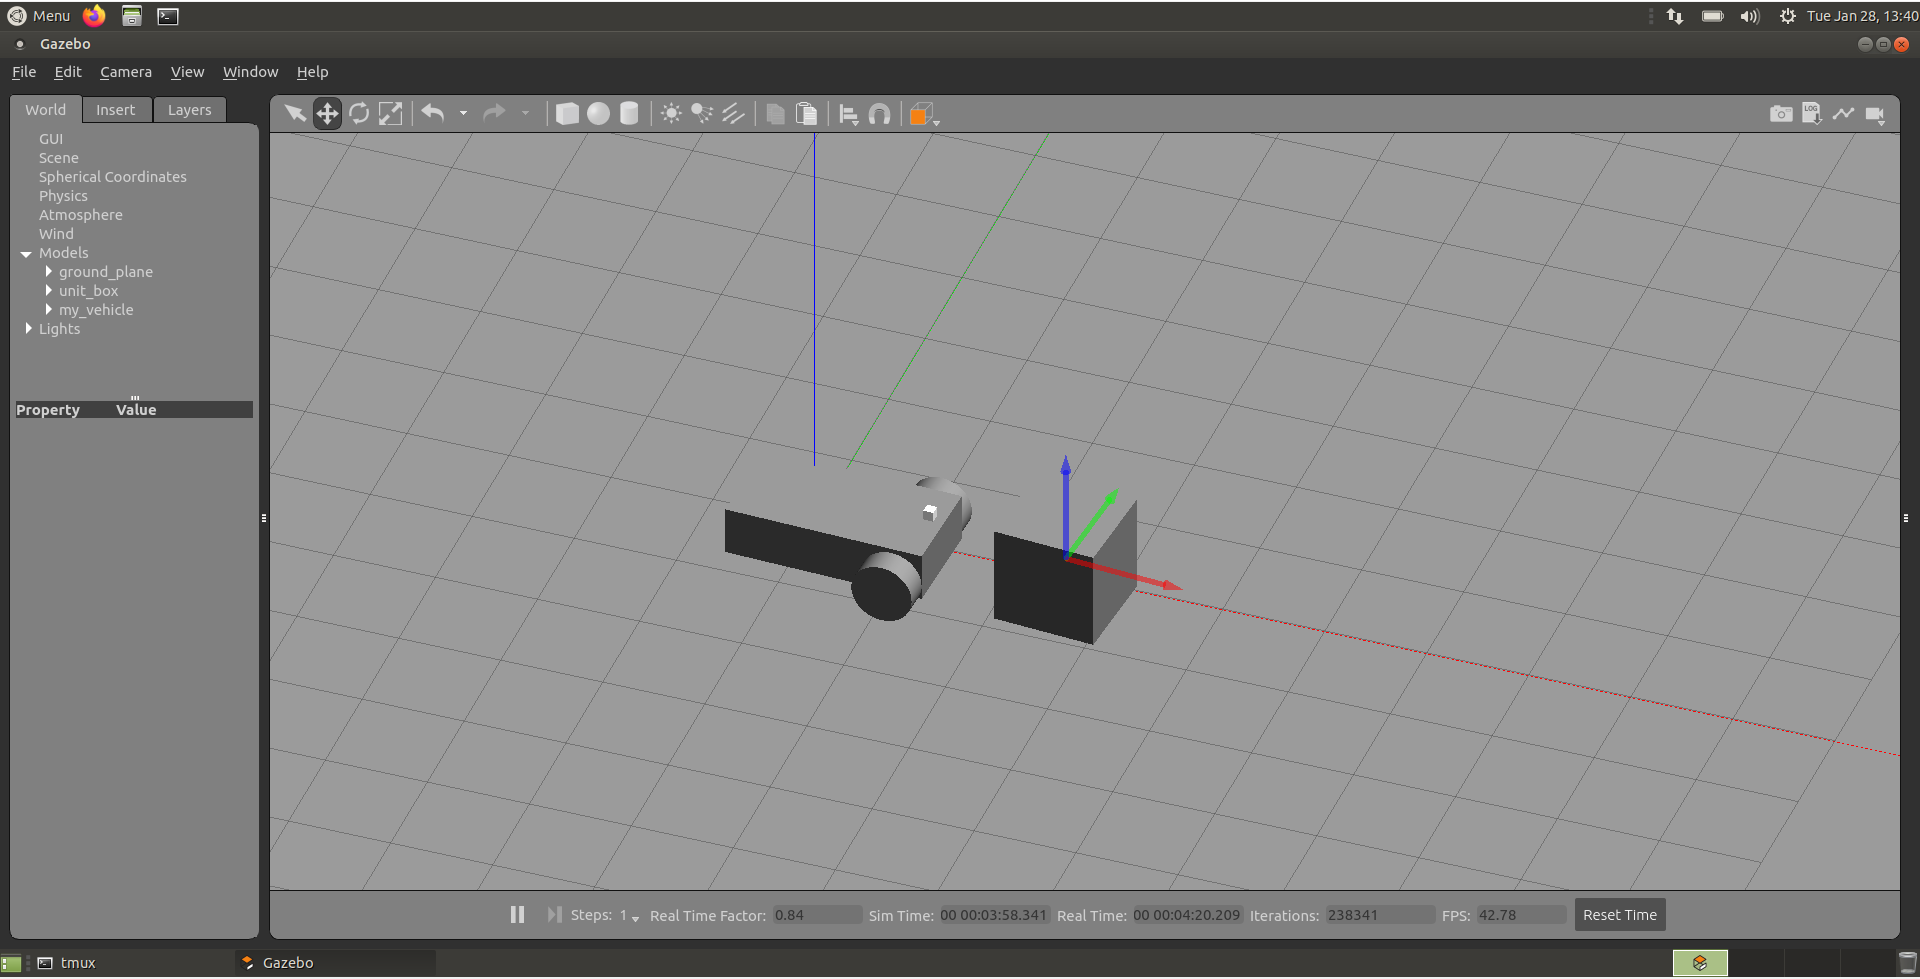 Menu Tue Jan 28, 13:40
Gazebo
File Edit Camera View Window Help
World Insert Layers
LOG
GUI
Scene
Spherical Coordinates
Physics
Atmosphere
Wind
Models
ground_plane
unit_box
my_vehicle
Lights
Property Value
Steps: 1 Real Time Factor: 0.84 Sim Time: 00 00:03:58.341 Real Time: 00 00:04:20.209 Iterations: 238341 FPS: 42.78 Reset Time
tmux Gazebo